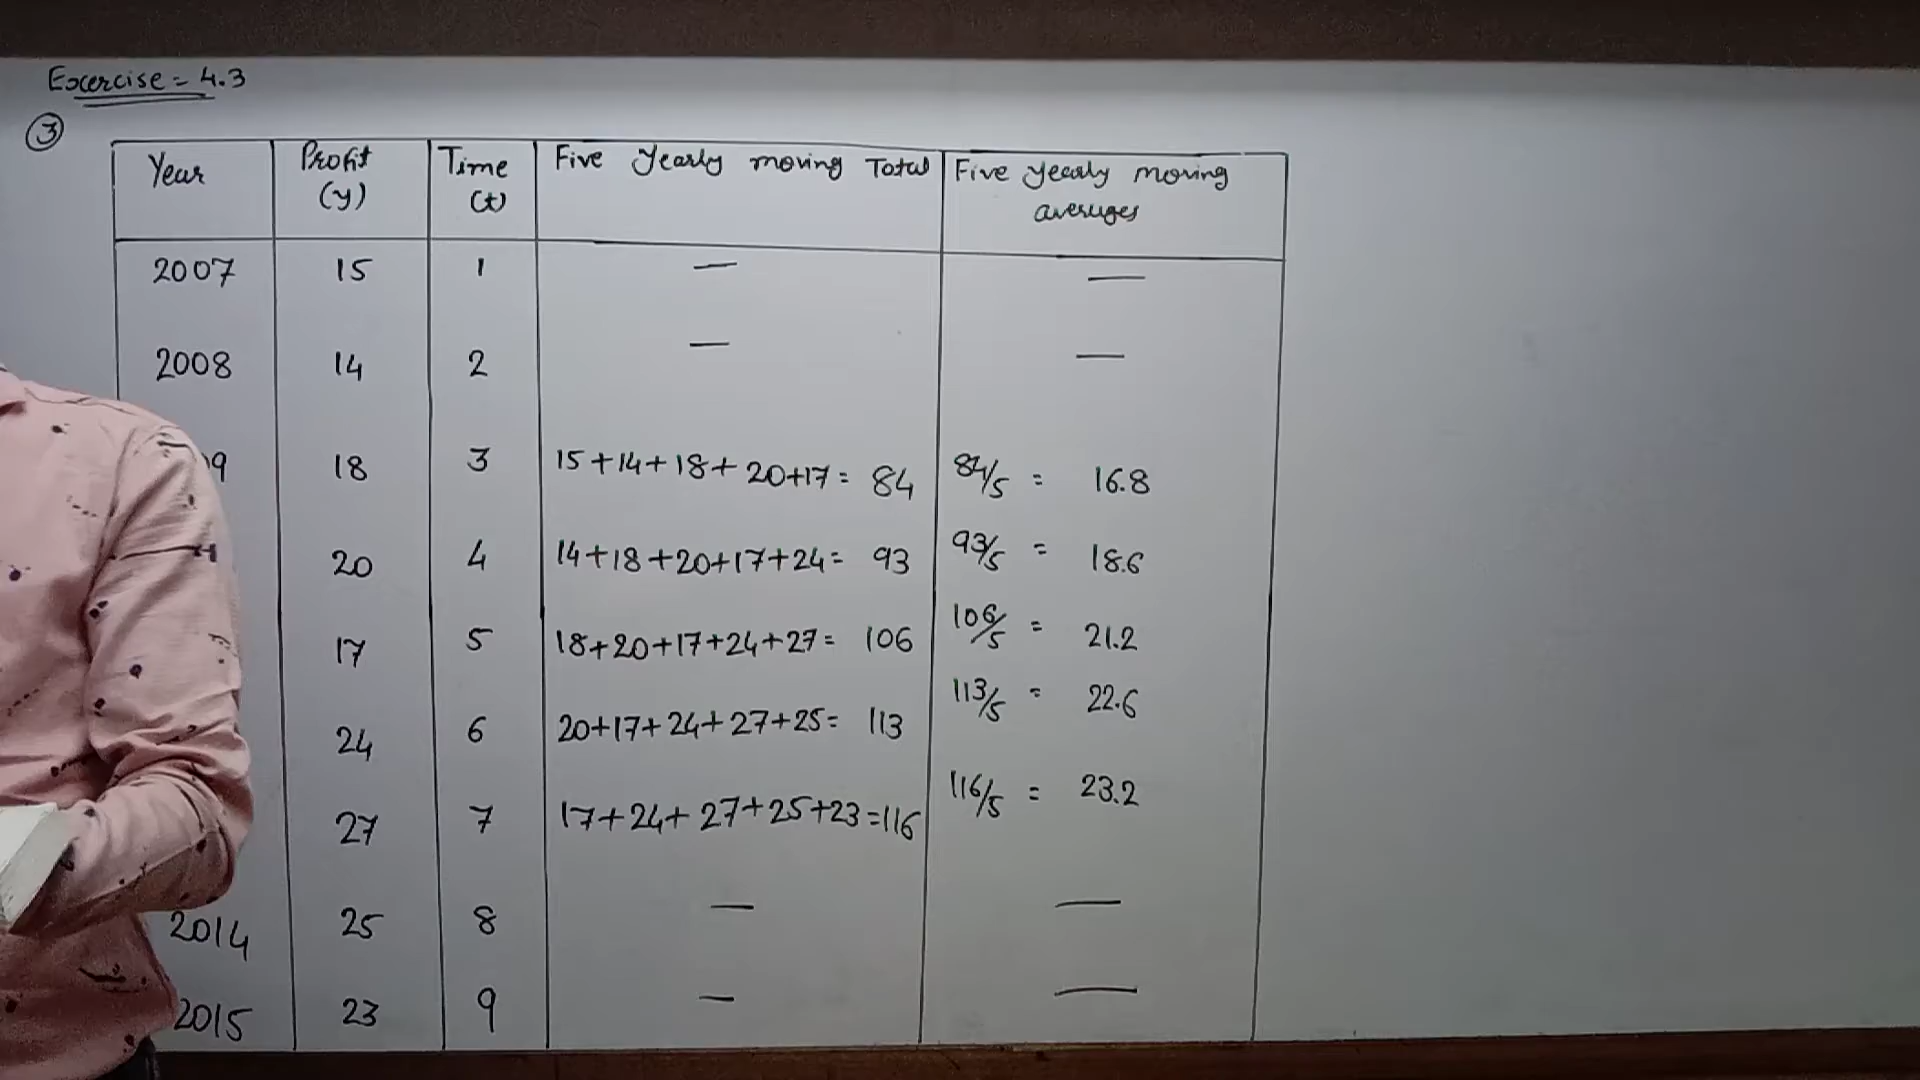 Exercise = 4.3
3
Year Profit (y) Time (t) Five Yearly moving Total Five yearly moving averages
2007 15 1 — —
2008 14 2 — —
9 18 3 15+14+18+20+17= 84 84/5 = 16.8
20 4 14+18+20+17+24= 93 93/5 = 18.6
17 5 18+20+17+24+27= 106 106/5 = 21.2
24 6 20+17+24+27+25= 113 113/5 = 22.6
27 7 17+24+27+25+23=116 116/5 = 23.2
2014 25 8 — —
2015 23 9 — —